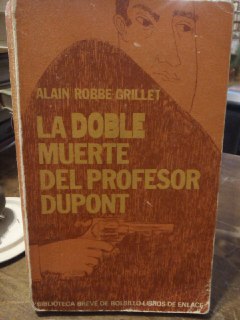 ALAIN ROBBE GRILLET
LA DOBLE
MUERTE
DEL PROFESOR
DUPONT
BIBLIOTECA BREVE DE BOLSILLO-LIBROS DE ENLACE